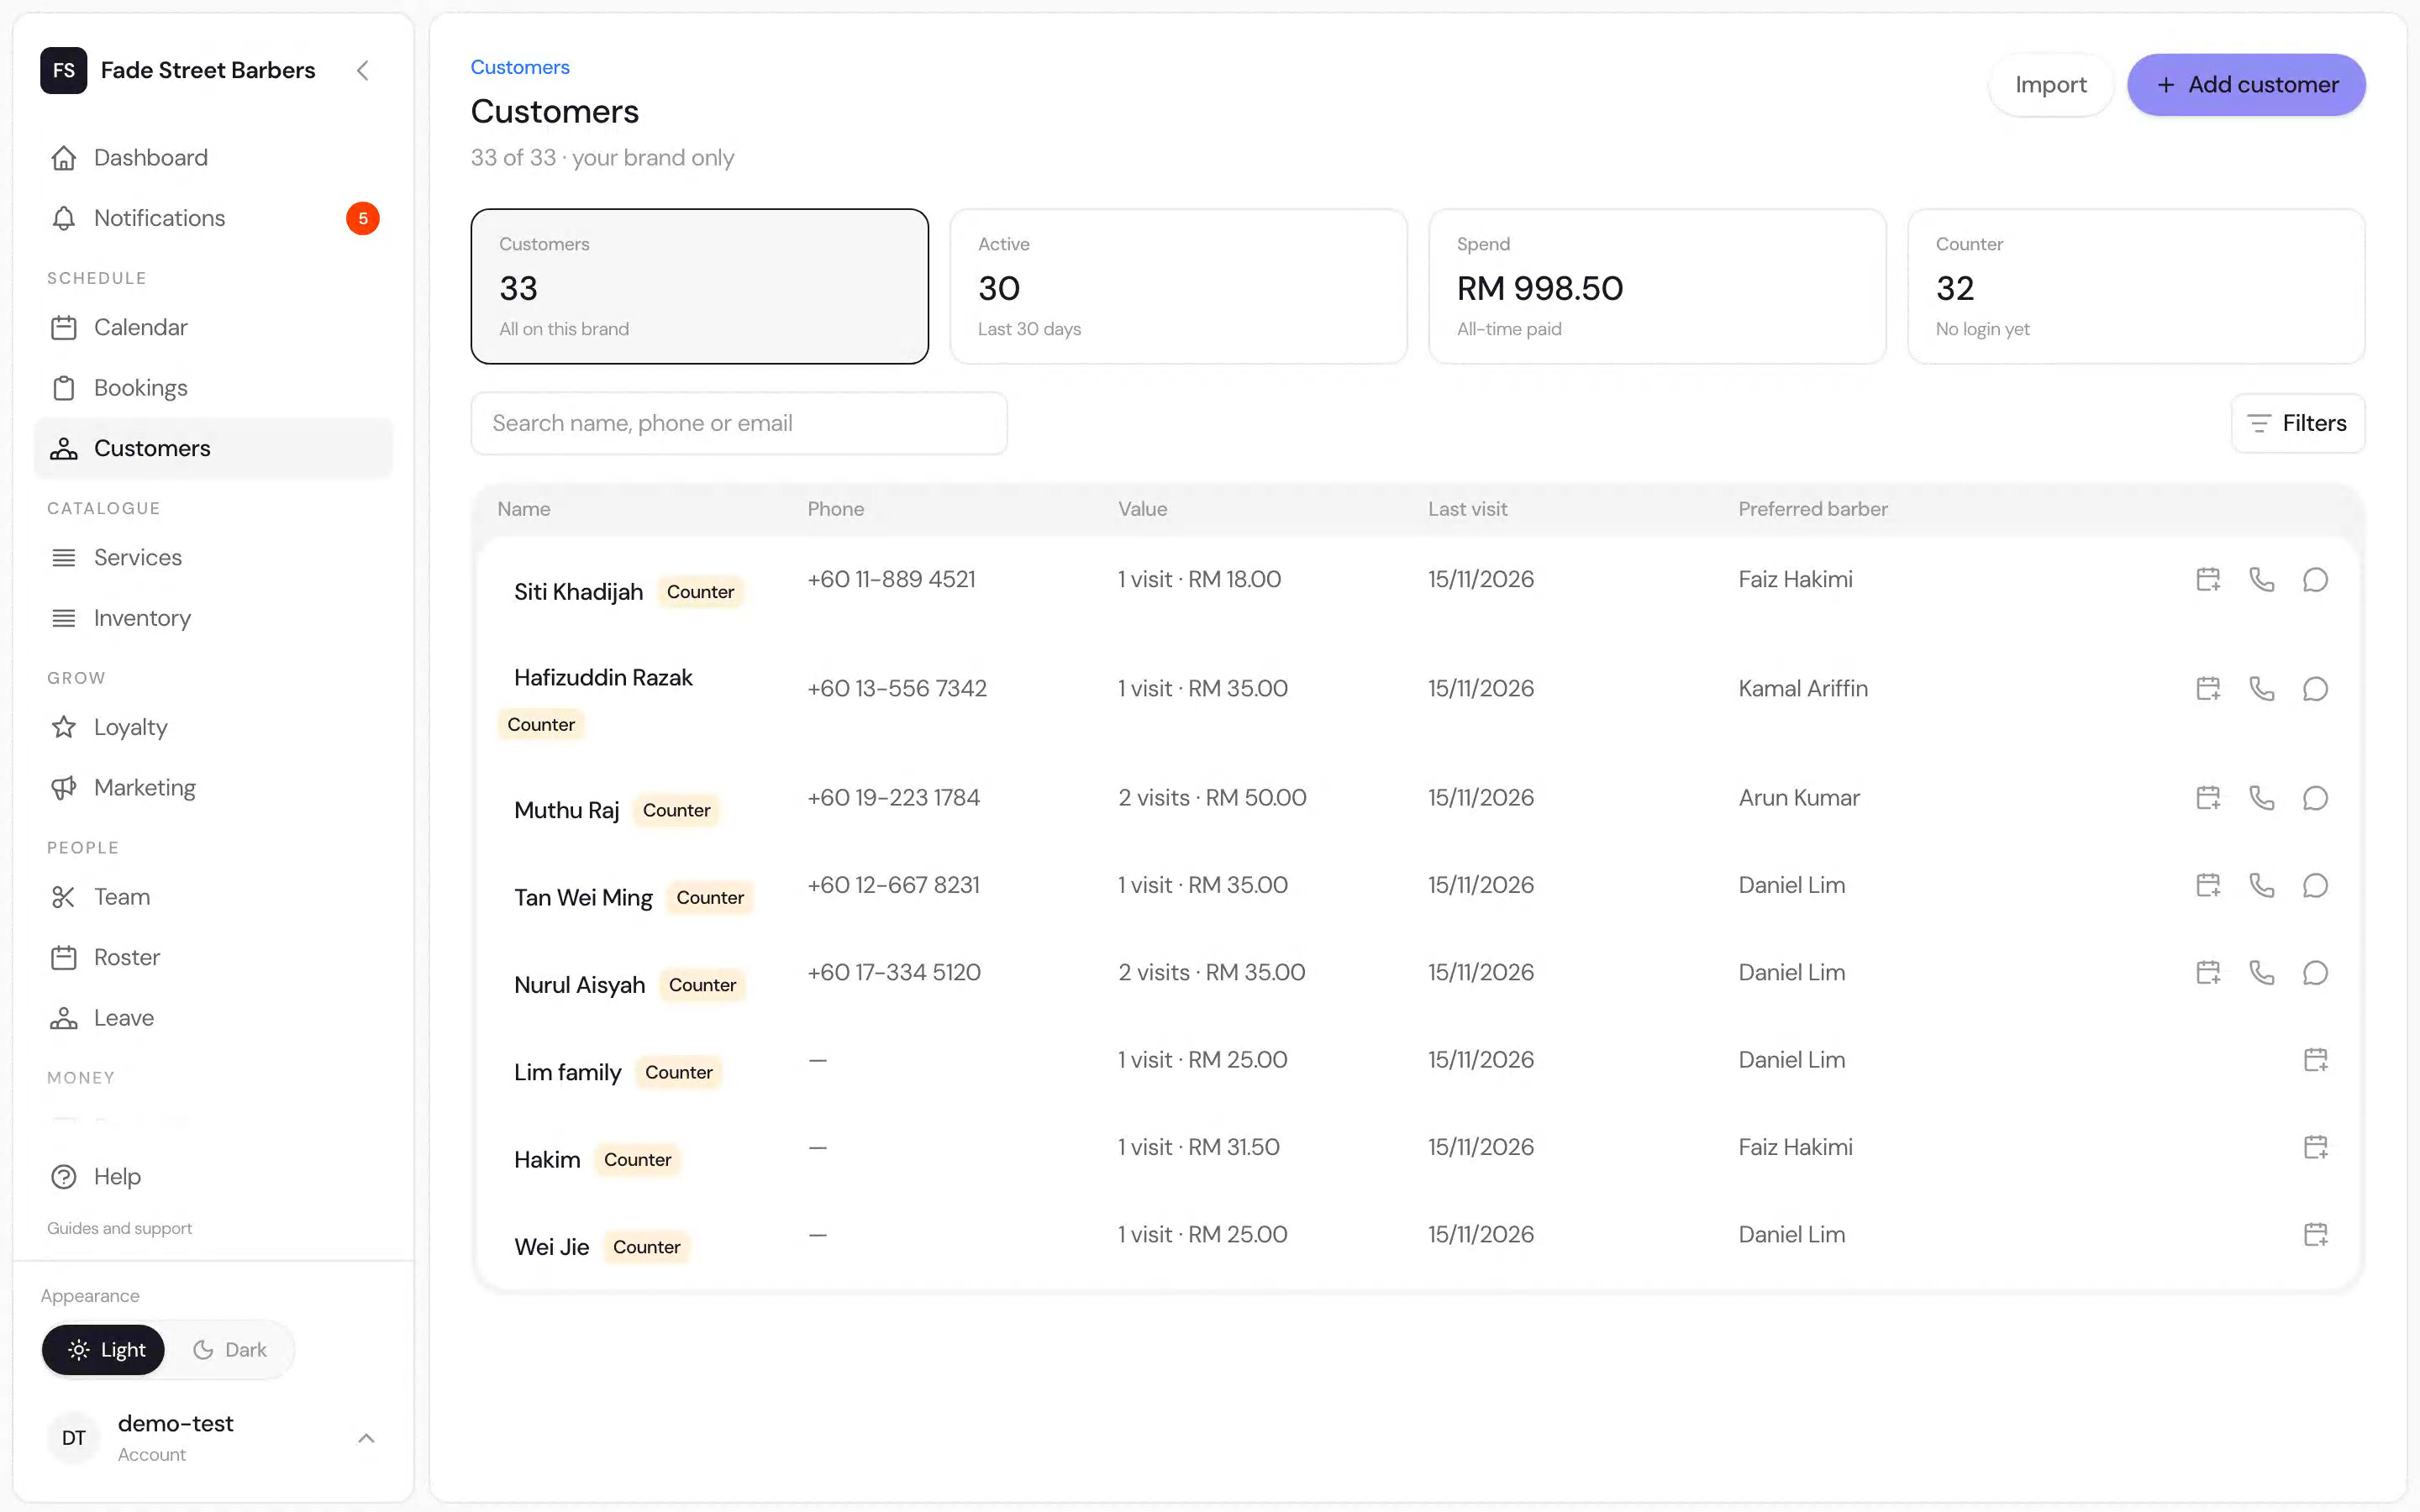 FS Fade Street Barbers
Dashboard
Notifications 5
SCHEDULE
Calendar
Bookings
Customers
CATALOGUE
Services
Inventory
GROW
Loyalty
Marketing
PEOPLE
Team
Roster
Leave
MONEY
Help
Guides and support
Appearance
Light Dark
DT demo-test
Account
Customers
Customers
33 of 33 · your brand only
Import + Add customer
Customers
33
All on this brand
Active
30
Last 30 days
Spend
RM 998.50
All-time paid
Counter
32
No login yet
Search name, phone or email
Filters
Name Phone Value Last visit Preferred barber
Siti Khadijah Counter +60 11-889 4521 1 visit · RM 18.00 15/11/2026 Faiz Hakimi
Hafizuddin Razak Counter +60 13-556 7342 1 visit · RM 35.00 15/11/2026 Kamal Ariffin
Muthu Raj Counter +60 19-223 1784 2 visits · RM 50.00 15/11/2026 Arun Kumar
Tan Wei Ming Counter +60 12-667 8231 1 visit · RM 35.00 15/11/2026 Daniel Lim
Nurul Aisyah Counter +60 17-334 5120 2 visits · RM 35.00 15/11/2026 Daniel Lim
Lim family Counter — 1 visit · RM 25.00 15/11/2026 Daniel Lim
Hakim Counter — 1 visit · RM 31.50 15/11/2026 Faiz Hakimi
Wei Jie Counter — 1 visit · RM 25.00 15/11/2026 Daniel Lim